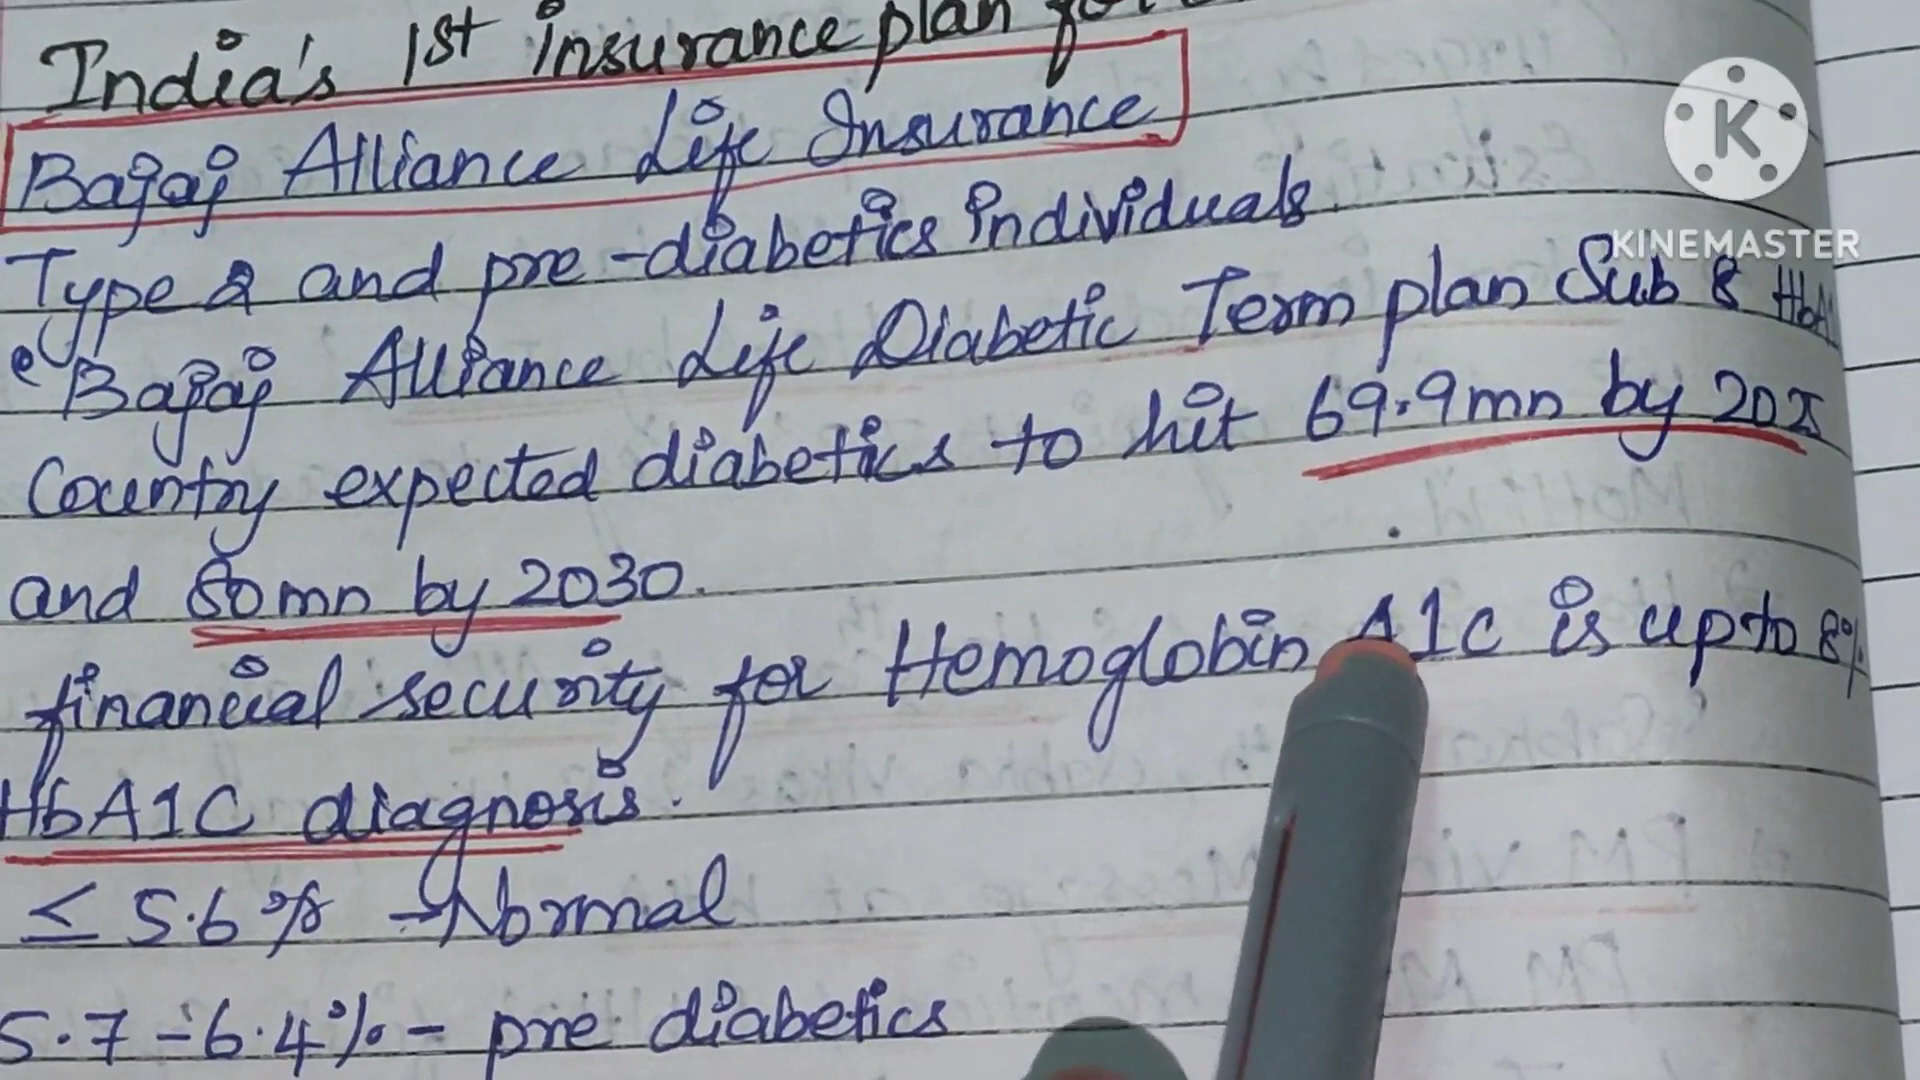 India's 1st insurance plan for
Bajaj Alliance Life Insurance
Type 2 and pre-diabetics individuals.
Bajaj Alliance Life Diabetic Term plan Sub 8 HbA1
Country expected diabetics to hit 69.9mn by 2025
and 80mn by 2030.
financial security for Hemoglobin A1c is upto 8%
HbA1C diagnosis.
≤ 5.6% → Normal
5.7 - 6.4% - pre diabetics
K
KINEMASTER